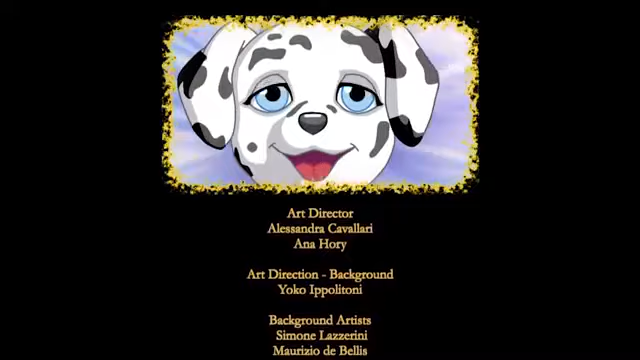 Art Director
Alessandra Cavallari
Ana Hory
Art Direction - Background
Yoko Ippolitoni
Background Artists
Simone Lazzerini
Maurizio de Bellis